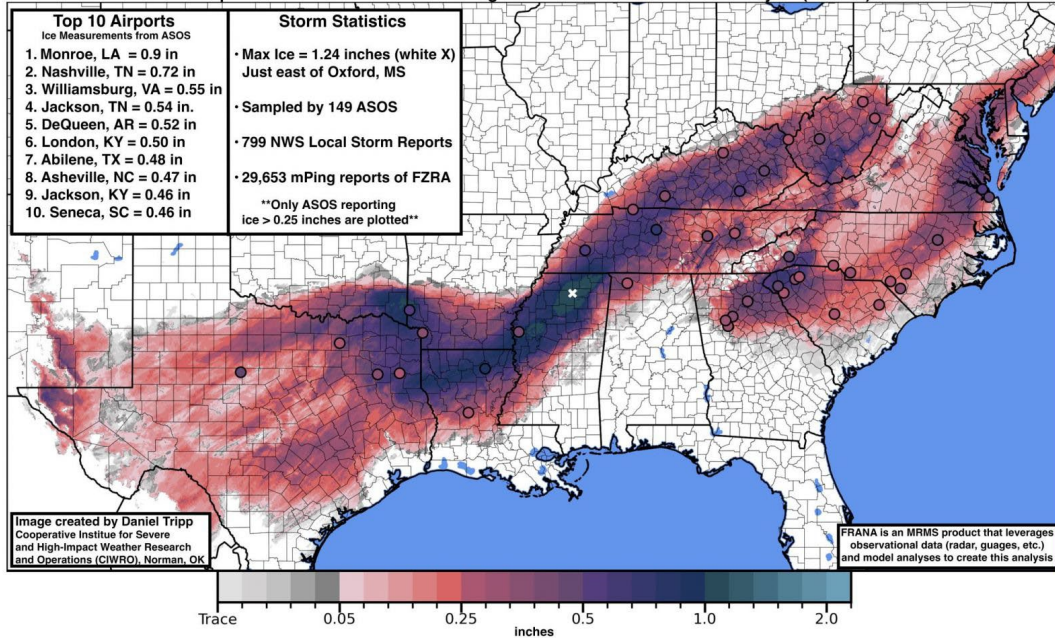 Top 10 Airports
Ice Measurements from ASOS
1. Monroe, LA = 0.9 in
2. Nashville, TN = 0.72 in
3. Williamsburg, VA = 0.55 in
4. Jackson, TN = 0.54 in.
5. DeQueen, AR = 0.52 in
6. London, KY = 0.50 in
7. Abilene, TX = 0.48 in
8. Asheville, NC = 0.47 in
9. Jackson, KY = 0.46 in
10. Seneca, SC = 0.46 in
Storm Statistics
· Max Ice = 1.24 inches (white X)
Just east of Oxford, MS
· Sampled by 149 ASOS
· 799 NWS Local Storm Reports
· 29,653 mPing reports of FZRA
**Only ASOS reporting
ice > 0.25 inches are plotted**
Image created by Daniel Tripp
Cooperative Institue for Severe
and High-Impact Weather Research
and Operations (CIWRO), Norman, OK
FRANA is an MRMS product that leverages
observational data (radar, guages, etc.)
and model analyses to create this analysis
Trace 0.05 0.25 0.5 1.0 2.0
inches